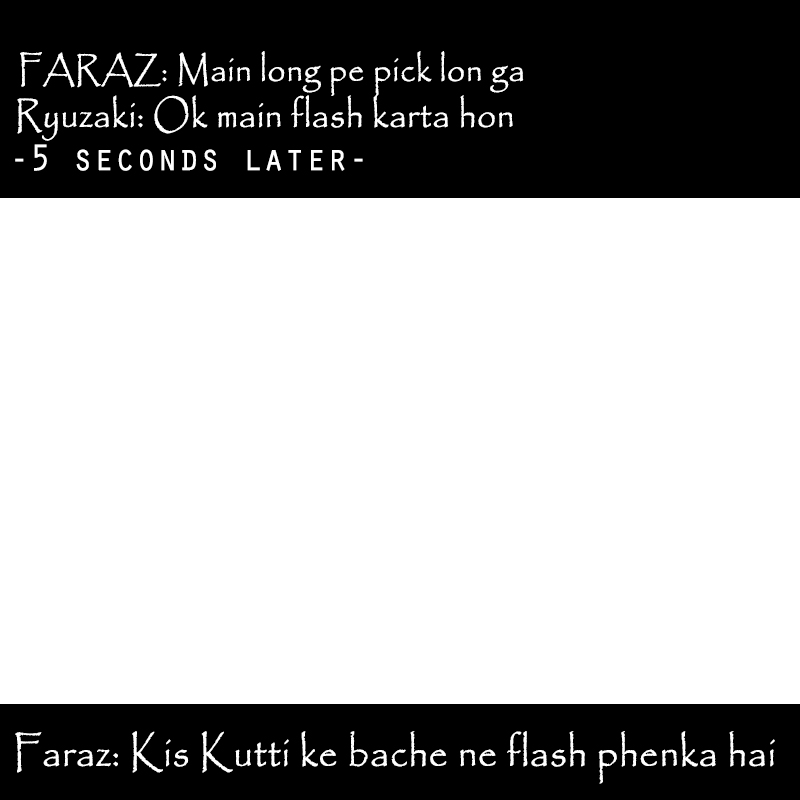 FARAZ: Main long pe pick lon ga
Ryuzaki: Ok main flash karta hon
-5 SECONDS LATER-
Faraz: Kis Kutti ke bache ne flash phenka hai